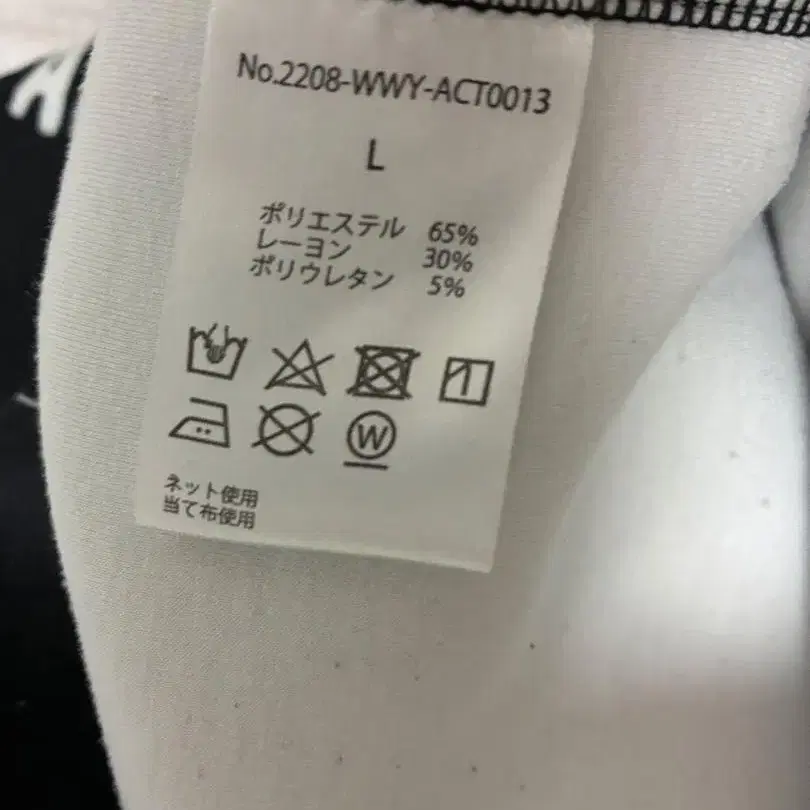 No.2208-WWY-ACT0013
L
ポリエステル 65%
レーヨン 30%
ポリウレタン 5%
W
ネット使用
当て布使用